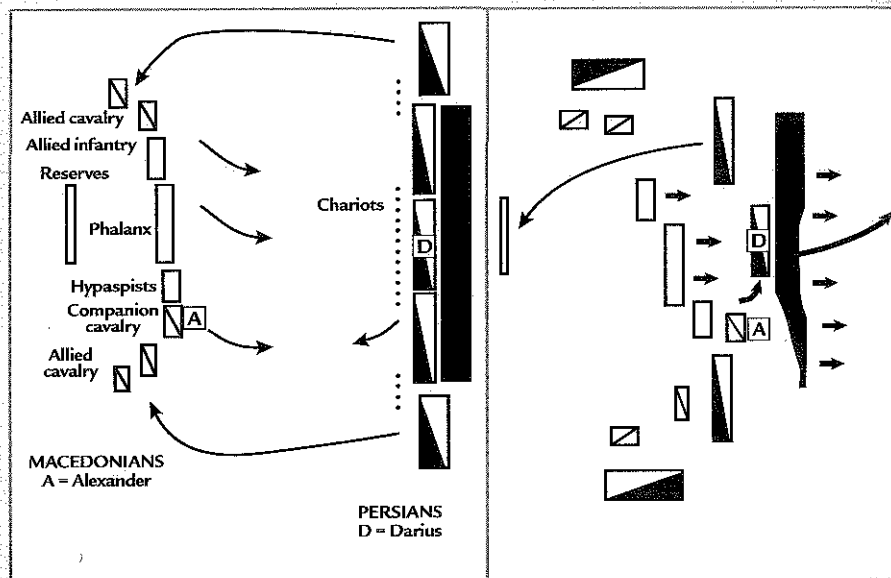 Allied cavalry
Allied infantry
Reserves
Phalanx
Hypaspists
Companion
cavalry
A
Allied
cavalry
MACEDONIANS
A = Alexander
Chariots
D
PERSIANS
D = Darius
D
A